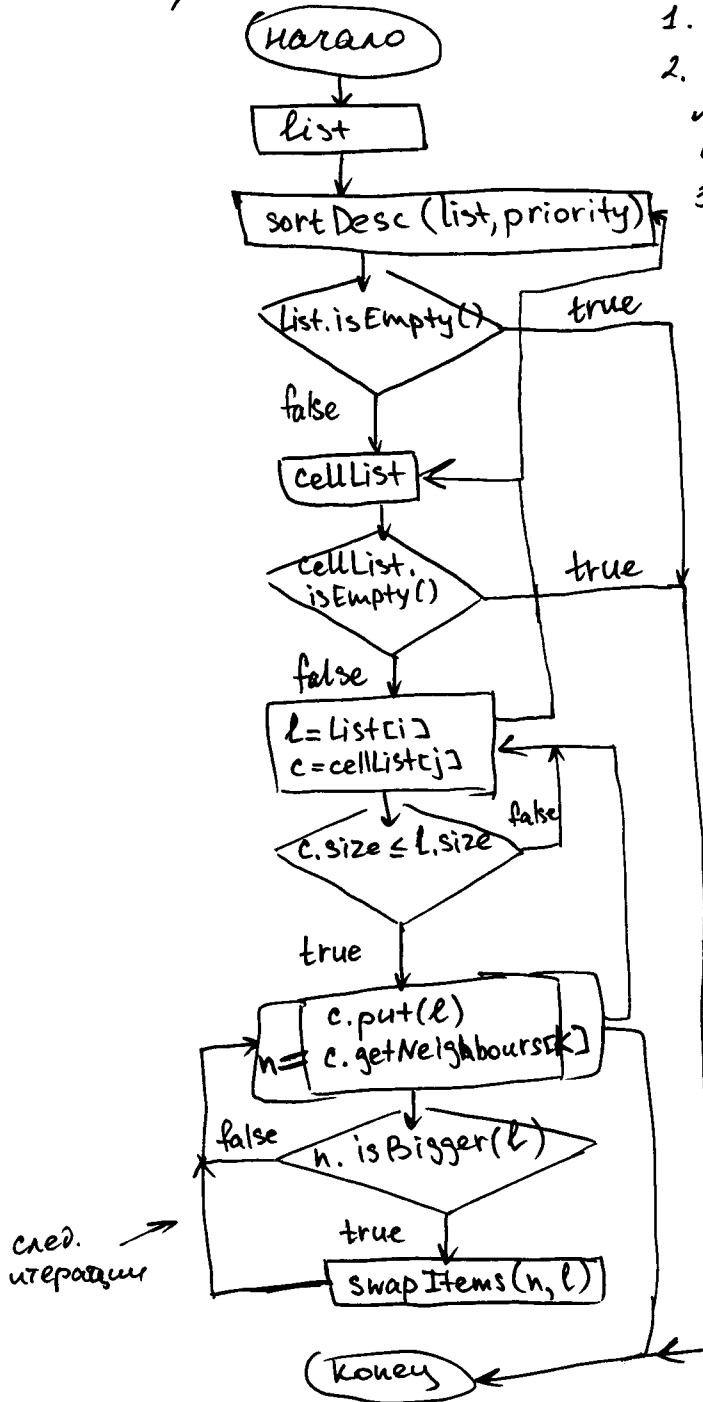 начало
1.
2.
3
list
sortDesc (list, priority)
List.isEmpty()
true
false
cellList
cellList.
isEmpty()
true
false
l = List[i]
c = cellList[j]
c.size ≤ l.size
false
true
c.put(l)
n = c.getNeighbours[k]
n. isBigger(l)
false
true
след.
итерации
swapItems(n, l)
конец